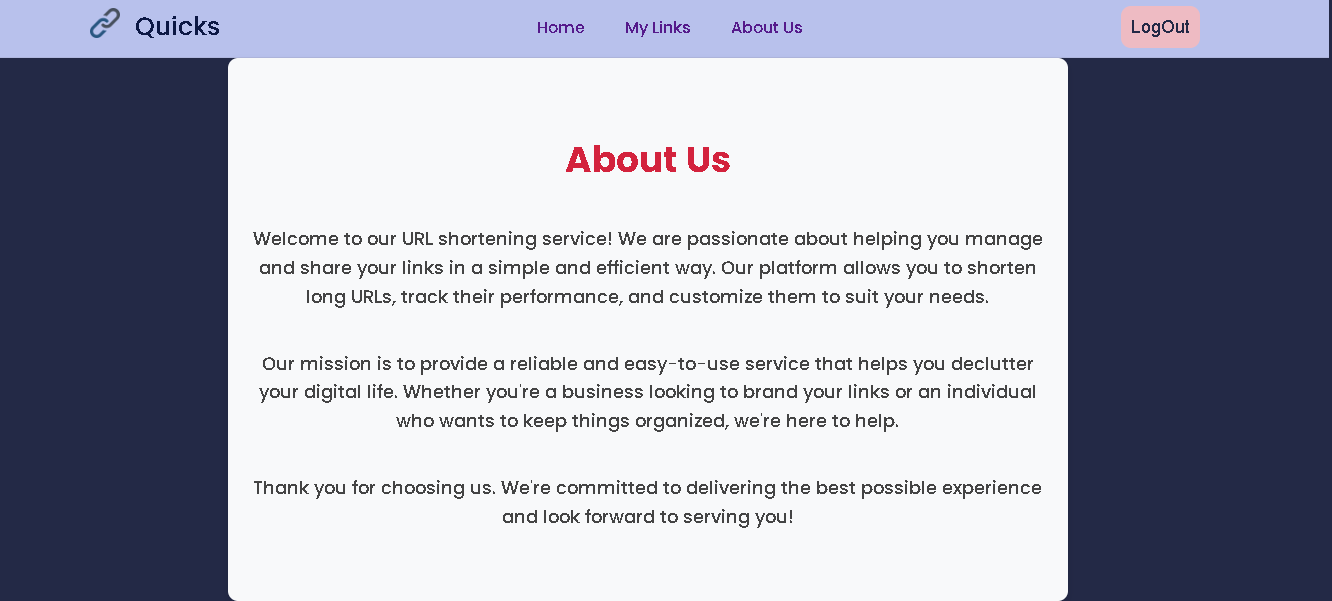 Quicks
Home
My Links
About Us
LogOut
About Us
Welcome to our URL shortening service! We are passionate about helping you manage
and share your links in a simple and efficient way. Our platform allows you to shorten
long URLs, track their performance, and customize them to suit your needs.
Our mission is to provide a reliable and easy-to-use service that helps you declutter
your digital life. Whether you're a business looking to brand your links or an individual
who wants to keep things organized, we're here to help.
Thank you for choosing us. We're committed to delivering the best possible experience
and look forward to serving you!